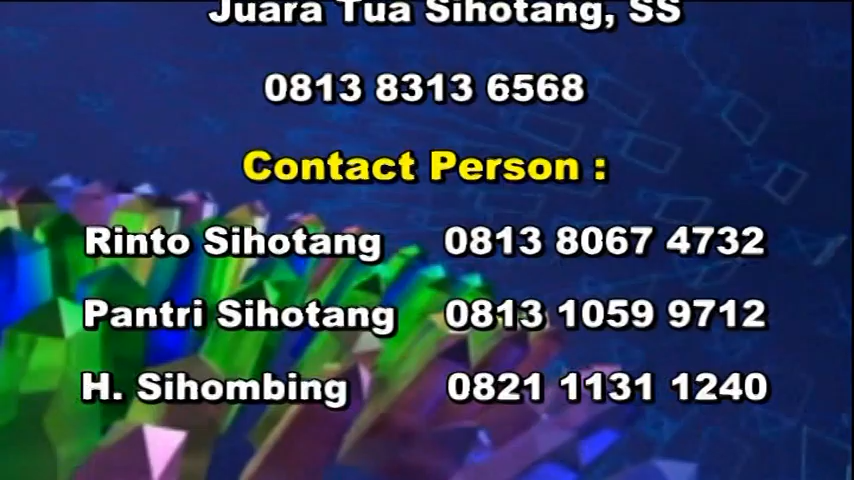 Juara Tua Sihotang, SS
0813 8313 6568
Contact Person :
Rinto Sihotang 0813 8067 4732
Pantri Sihotang 0813 1059 9712
H. Sihombing 0821 1131 1240